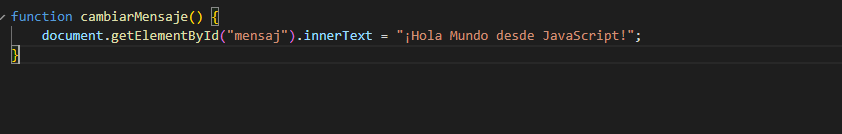 function cambiarMensaje() {
    document.getElementById("mensaj").innerText = "¡Hola Mundo desde JavaScript!";
}